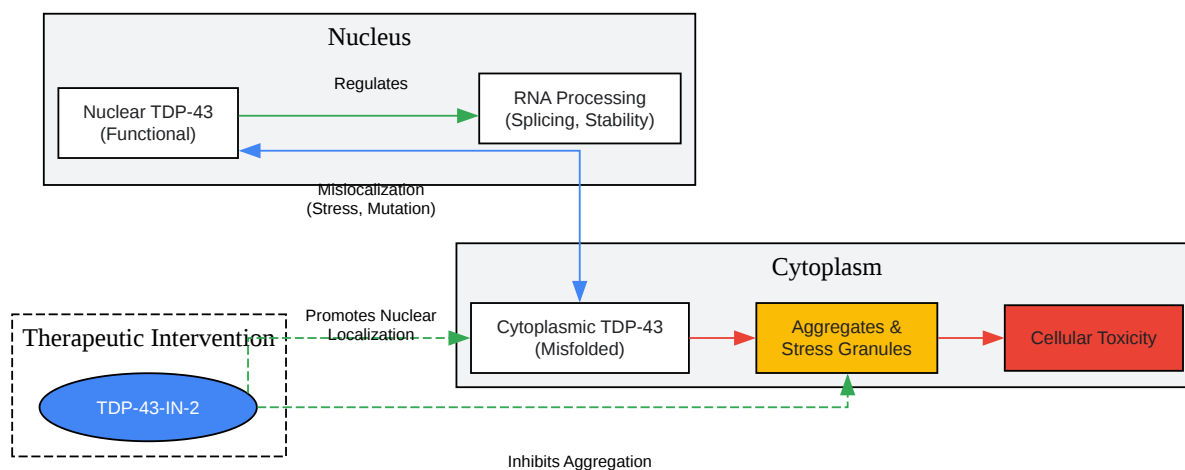 Nucleus
Regulates
Nuclear TDP-43
(Functional)
RNA Processing
(Splicing, Stability)
Mislocalization
(Stress, Mutation)
Cytoplasm
Therapeutic Intervention
Promotes Nuclear
Localization
Cytoplasmic TDP-43
(Misfolded)
Aggregates &
Stress Granules
Cellular Toxicity
TDP-43-IN-2
Inhibits Aggregation